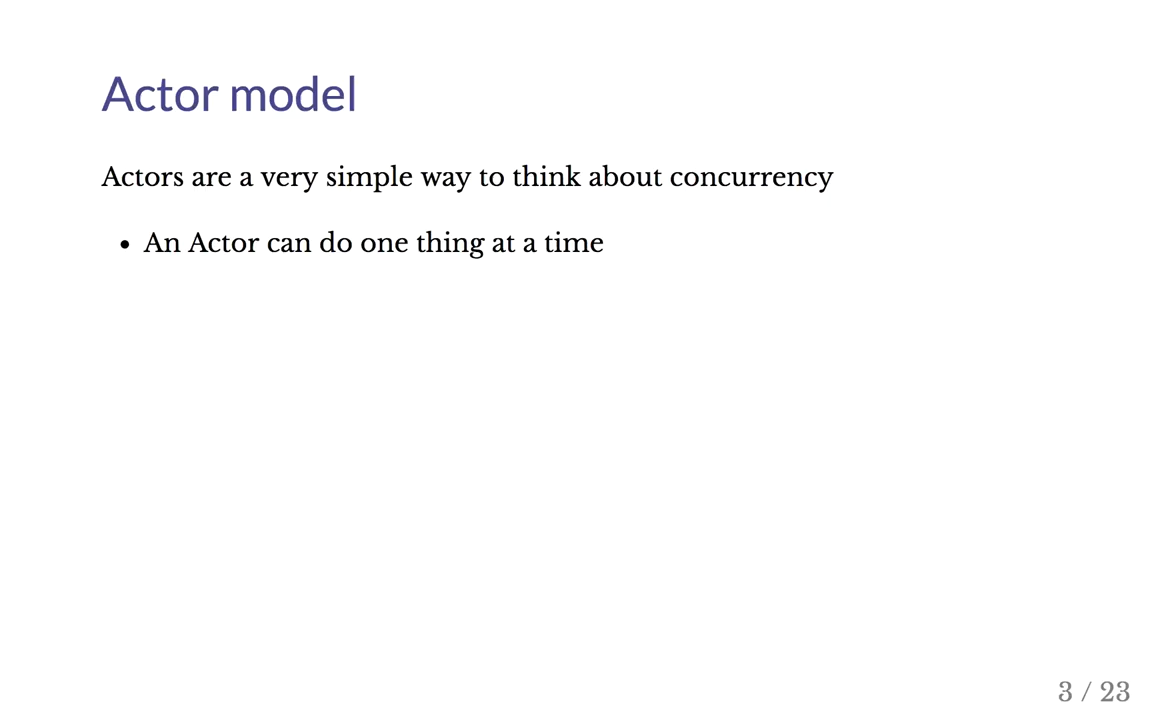 Actor model
Actors are a very simple way to think about concurrency
• An Actor can do one thing at a time
3 / 23